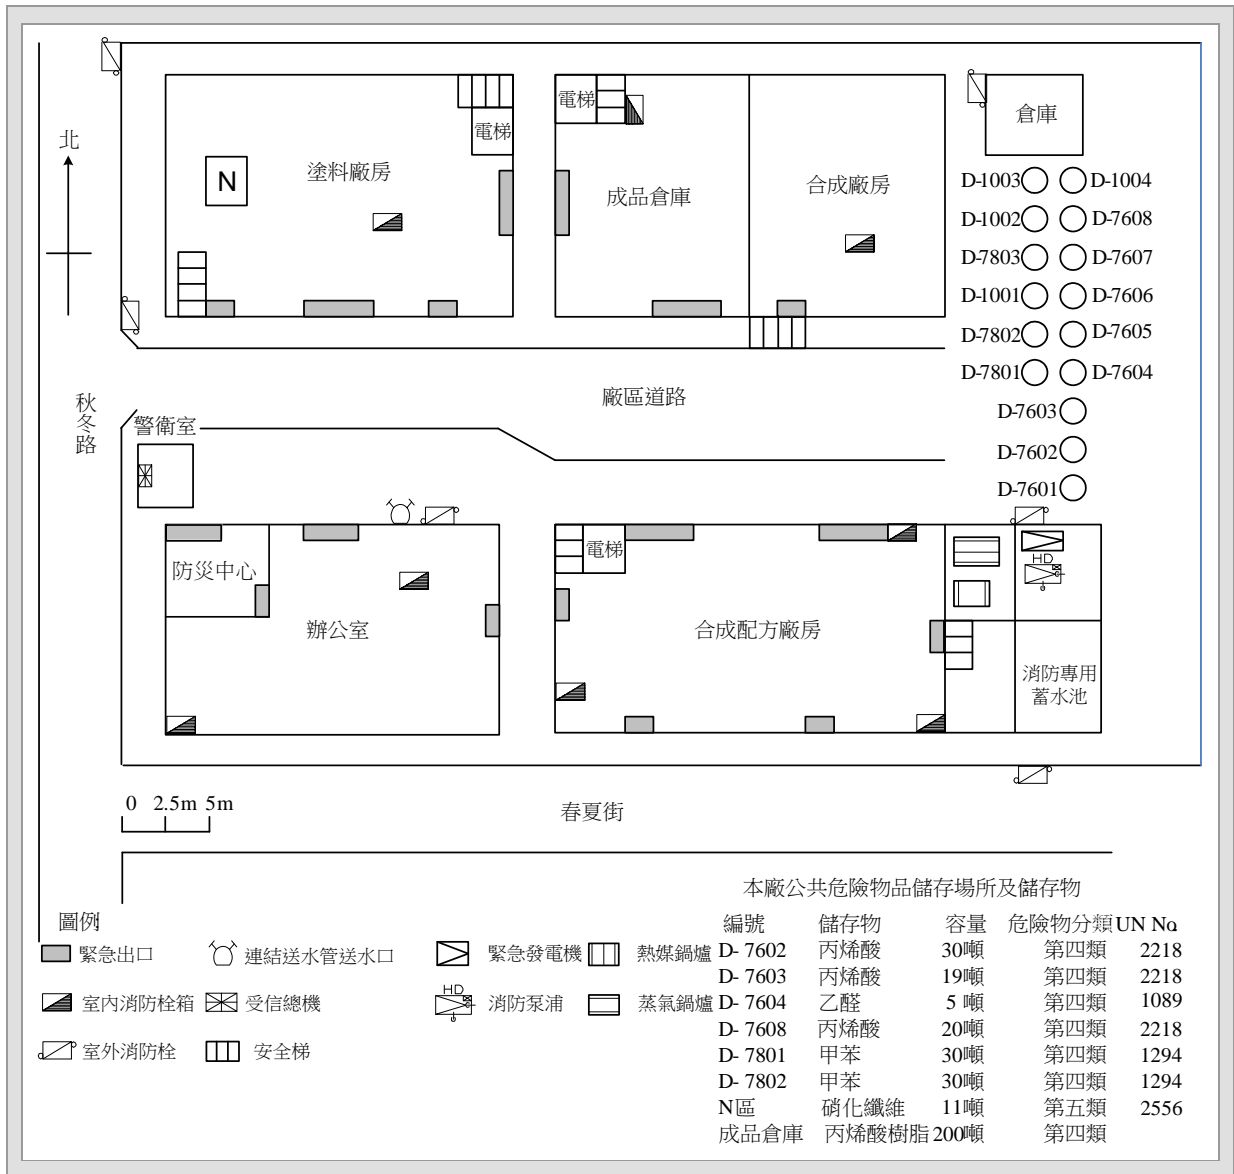 電梯
電梯
倉庫
北
N
塗料廠房
成品倉庫
合成廠房
D-1003
D-1004
D-1002
D-7608
D-7803
D-7607
D-1001
D-7606
D-7802
D-7605
D-7801
D-7604
D-7603
D-7602
D-7601
廠區道路
秋冬路
警衛室
防災中心
電梯
HD
辦公室
合成配方廠房
消防專用
蓄水池
0 2.5m 5m
春夏街
本廠公共危險物品儲存場所及儲存物
編號 儲存物 容量 危險物分類 UN No.
D- 7602 丙烯酸 30噸 第四類 2218
D- 7603 丙烯酸 19噸 第四類 2218
D- 7604 乙醛 5 噸 第四類 1089
D- 7608 丙烯酸 20噸 第四類 2218
D- 7801 甲苯 30噸 第四類 1294
D- 7802 甲苯 30噸 第四類 1294
N區 硝化纖維 11噸 第五類 2556
成品倉庫 丙烯酸樹脂 200噸 第四類
圖例
緊急出口 連結送水管送水口 緊急發電機 熱媒鍋爐
室內消防栓箱 受信總機 HD 消防泵浦 蒸氣鍋爐
室外消防栓 安全梯